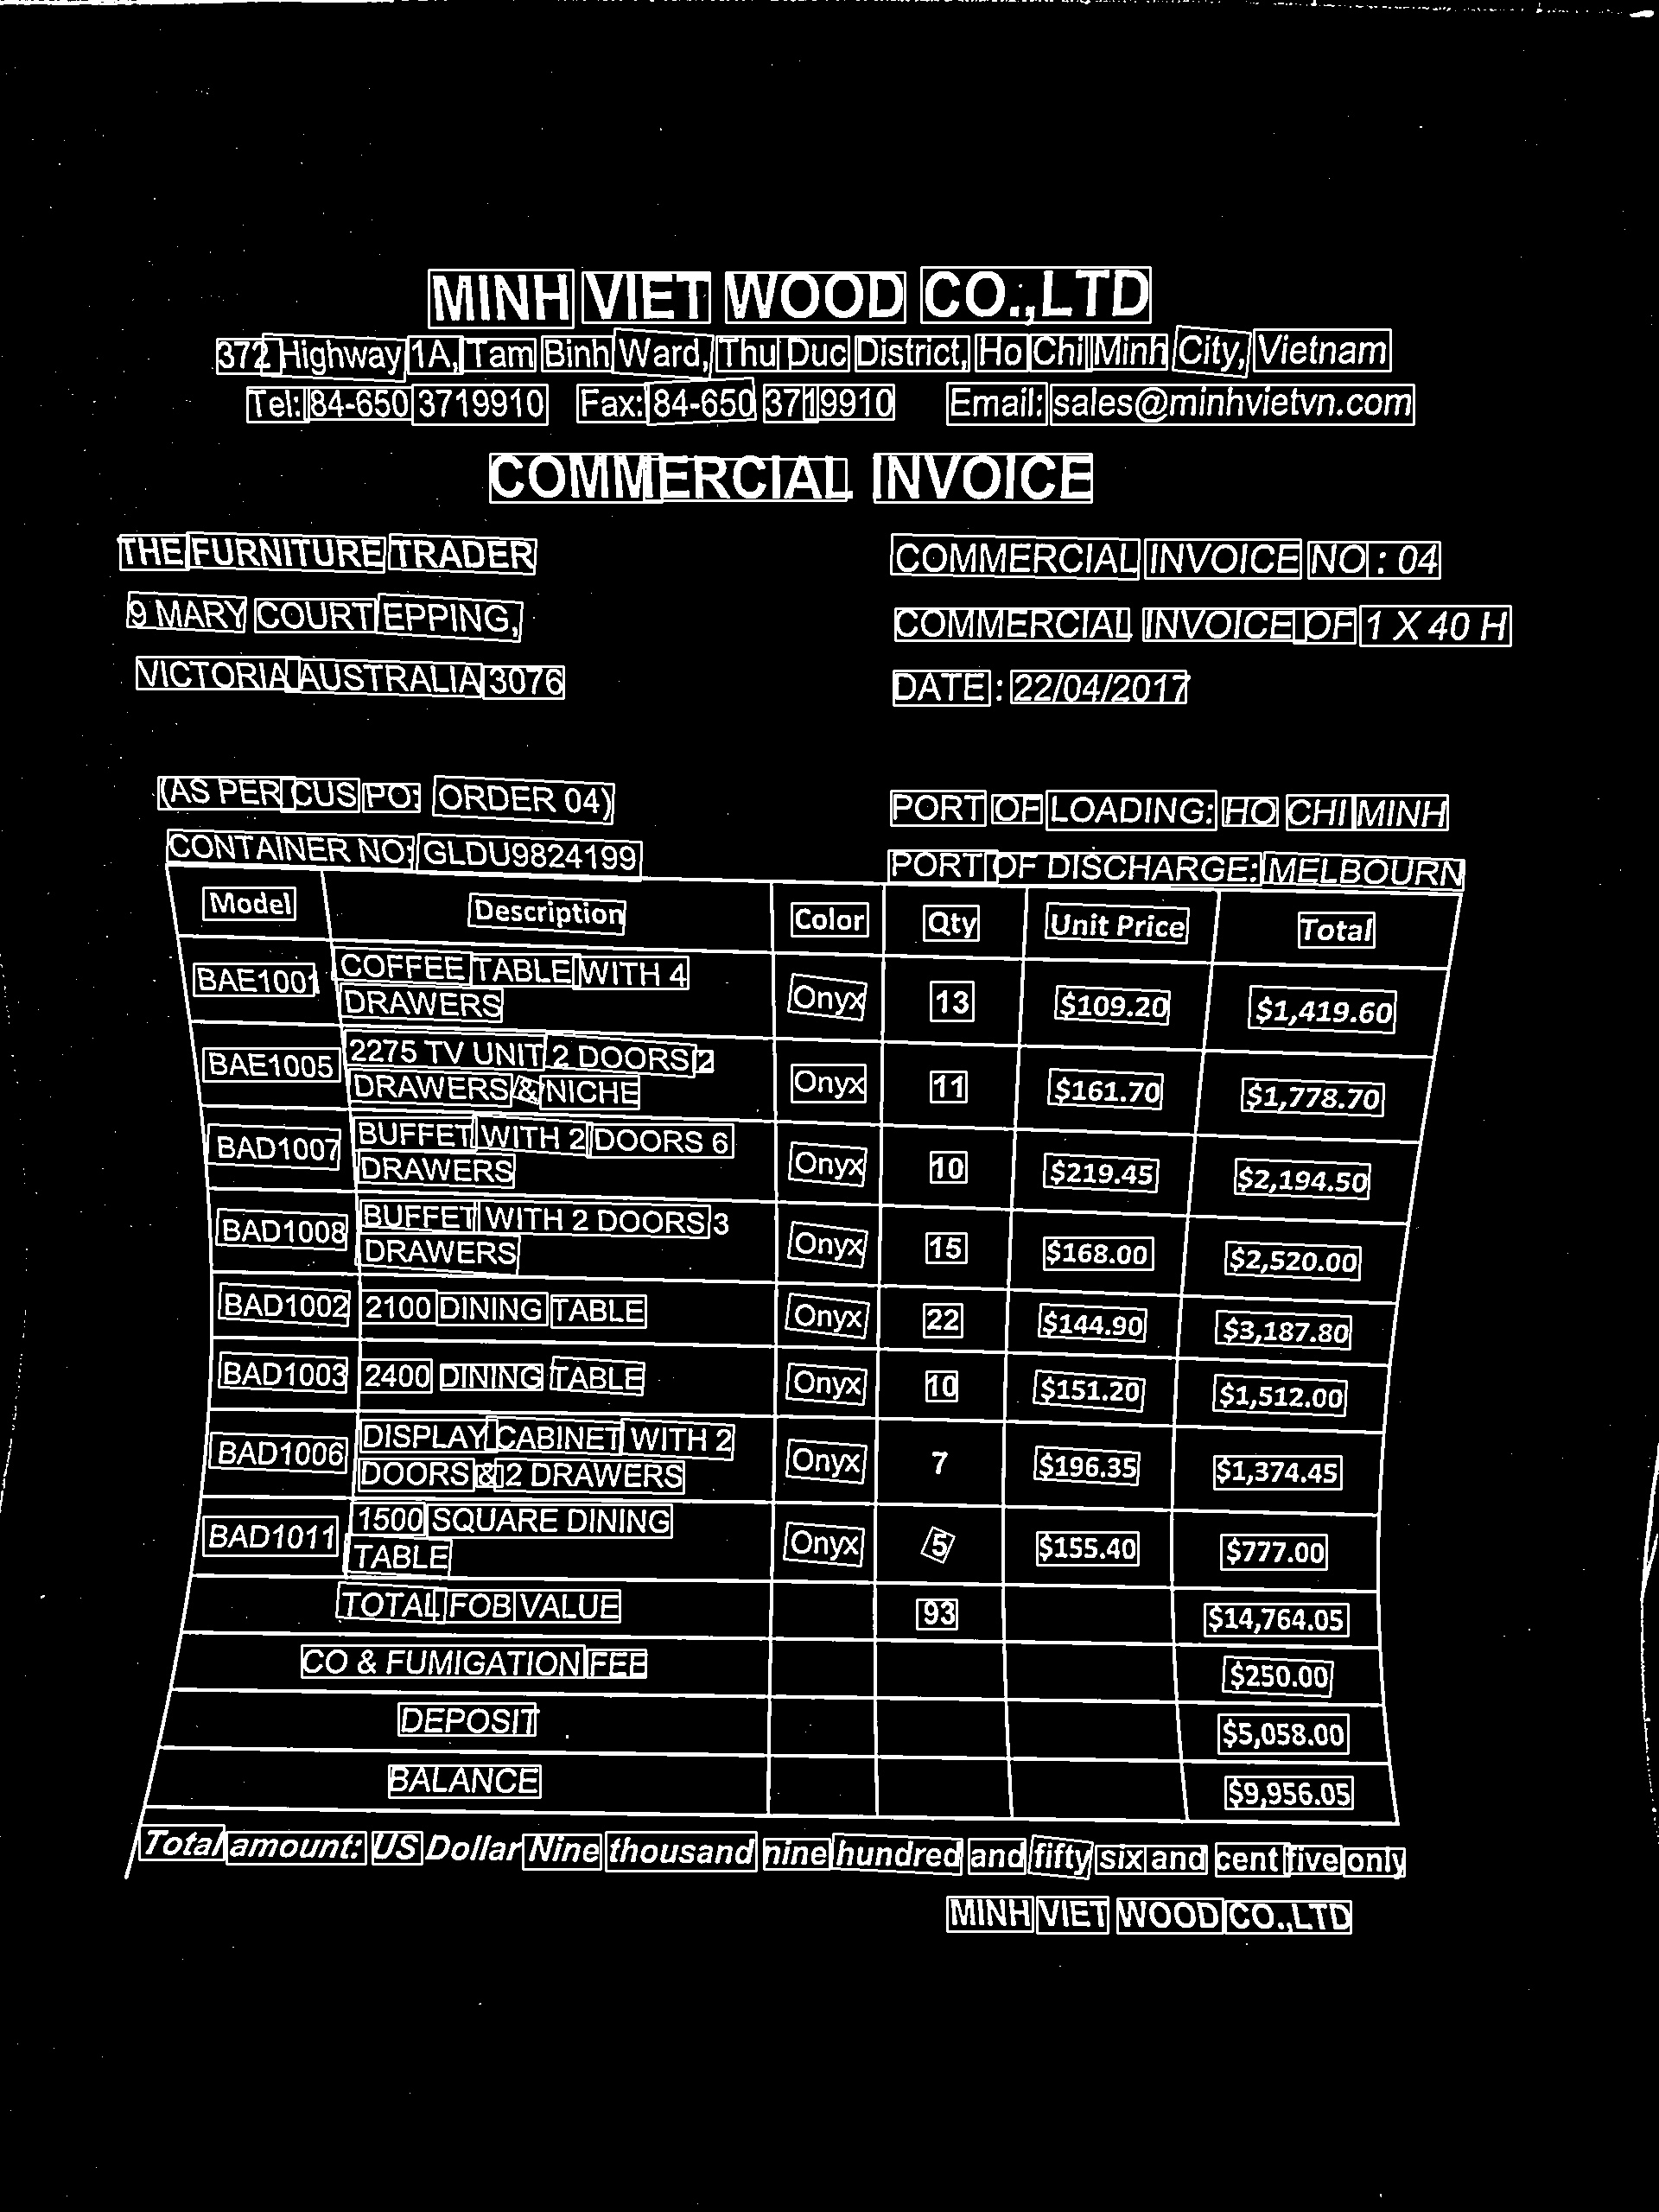 MINH VIET WOOD CO.,LTD
372 Highway 1A, Tam Binh Ward, Thu Duc District, Ho Chi Minh City, Vietnam
Tel: 84-650 3719910 Fax: 84-650 3719910 Email: sales@minhvietvn.com
COMMERCIAL INVOICE
THE FURNITURE TRADER COMMERCIAL INVOICE NO : 04
9 MARY COURT EPPING, COMMERCIAL INVOICE OF 1 X 40 H
VICTORIA AUSTRALIA 3076 DATE : 22/04/2017
(AS PER CUS PO: ORDER 04) PORT OF LOADING: HO CHI MINH
CONTAINER NO: GLDU9824199 PORT OF DISCHARGE: MELBOURN
Model Description Color Qty Unit Price Total
BAE1001 COFFEE TABLE WITH 4 DRAWERS Onyx 13 $109.20 $1,419.60
BAE1005 2275 TV UNIT 2 DOORS 2 DRAWERS & NICHE Onyx 11 $161.70 $1,778.70
BAD1007 BUFFET WITH 2 DOORS 6 DRAWERS Onyx 10 $219.45 $2,194.50
BAD1008 BUFFET WITH 2 DOORS 3 DRAWERS Onyx 15 $168.00 $2,520.00
BAD1002 2100 DINING TABLE Onyx 22 $144.90 $3,187.80
BAD1003 2400 DINING TABLE Onyx 10 $151.20 $1,512.00
BAD1006 DISPLAY CABINET WITH 2 DOORS & 2 DRAWERS Onyx 7 $196.35 $1,374.45
BAD1011 1500 SQUARE DINING TABLE Onyx 5 $155.40 $777.00
TOTAL FOB VALUE 93 $14,764.05
CO & FUMIGATION FEE $250.00
DEPOSIT $5,058.00
BALANCE $9,956.05
Total amount: US Dollar Nine thousand nine hundred and fifty six and cent five only
MINH VIET WOOD CO.,LTD